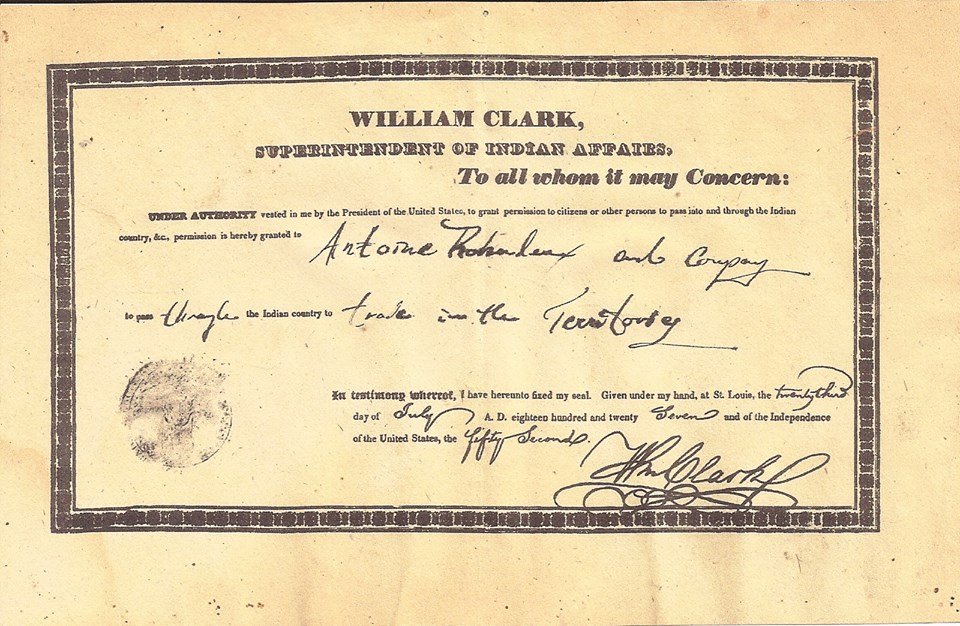 WILLIAM CLARK,
SUPERINTENDENT OF INDIAN AFFAIRS,
To all whom it may Concern:
UNDER AUTHORITY vested in me by the President of the United States, to grant permission to citizens or other persons to pass into and through the Indian
country, &c., permission is hereby granted to Antoine Robideaux and Company
to pass through the Indian country to trade in the Territory
In testimony whereof, I have hereunto fixed my seal. Given under my hand, at St. Louis, the twenty third
day of July A. D. eighteen hundred and twenty Seven and of the Independence
of the United States, the fifty Second.
Wm Clark